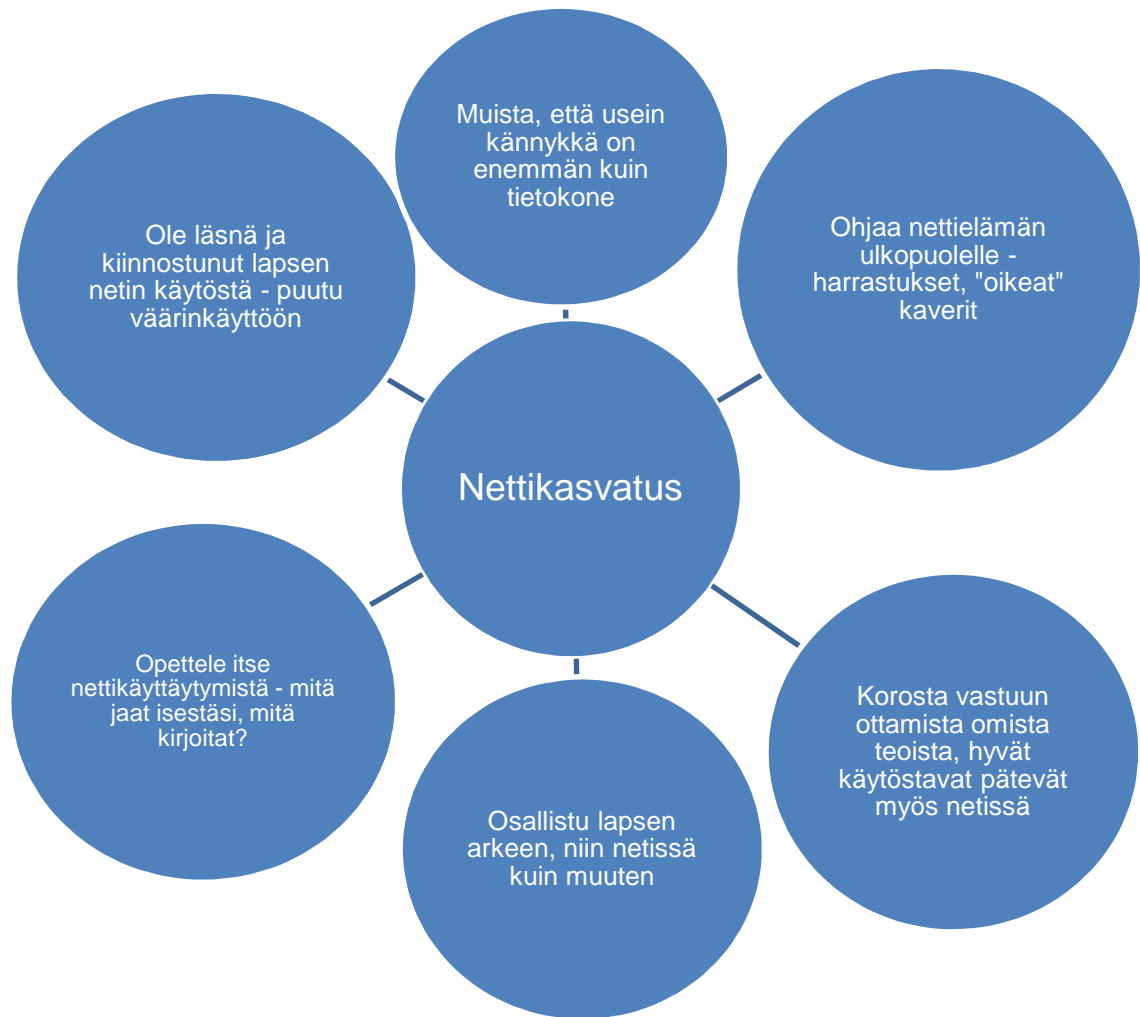 Muista, että usein
kännykkä on
enemmän kuin
tietokone
Ohjaa nettielämän
ulkopuolelle -
harrastukset, "oikeat"
kaverit
Ole läsnä ja
kiinnostunut lapsen
netin käytöstä - puutu
väärinkäyttöön
Nettikasvatus
Opettele itse
nettikäyttäytymistä - mitä
jaat isestäsi, mitä
kirjoitat?
Korosta vastuun
ottamista omista
teoista, hyvät
käytöstavat pätevät
myös netissä
Osallistu lapsen
arkeen, niin netissä
kuin muuten